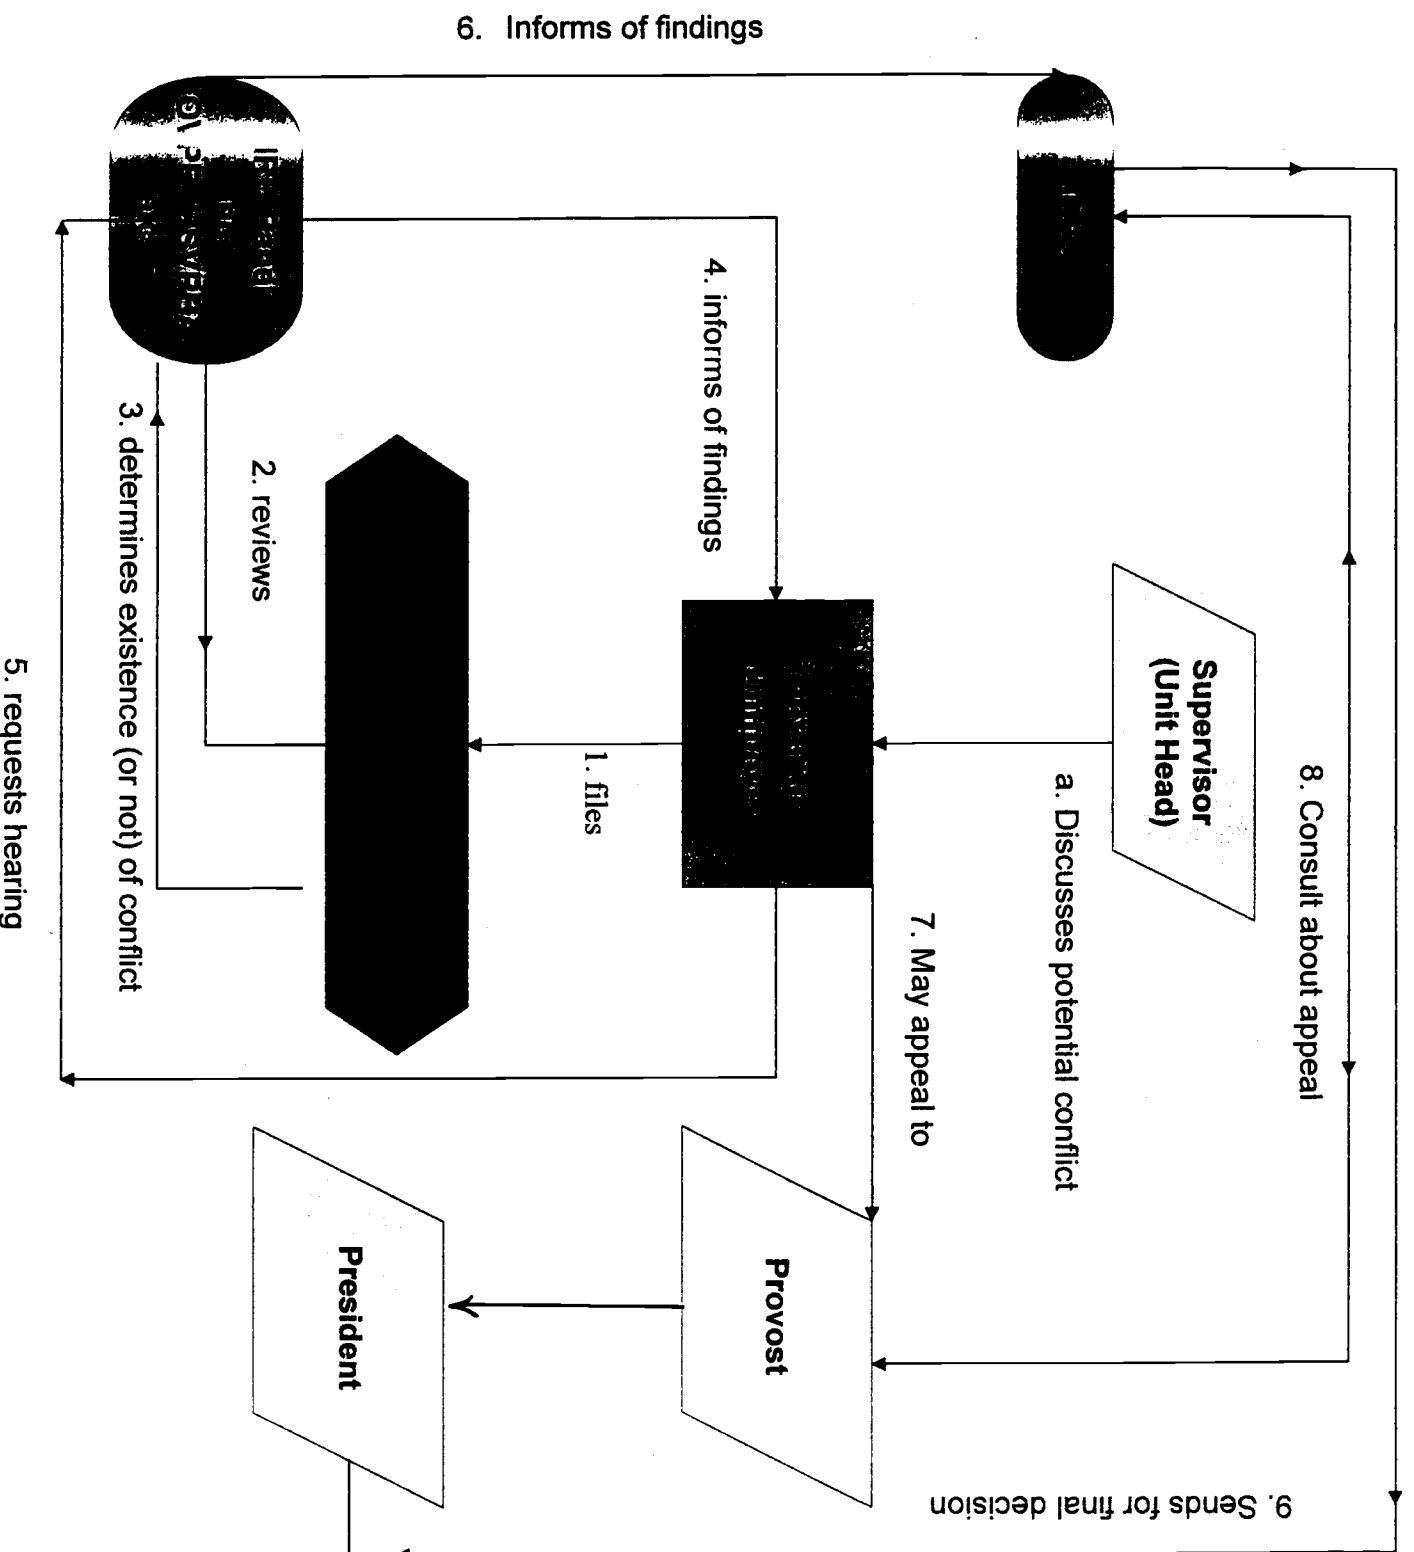 6. Informs of findings
8. Consult about appeal
Supervisor
(Unit Head)
a. Discusses potential conflict
7. May appeal to
4. informs of findings
1. files
2. reviews
3. determines existence (or not) of conflict
5. requests hearing
Provost
President
9. Sends for final decision